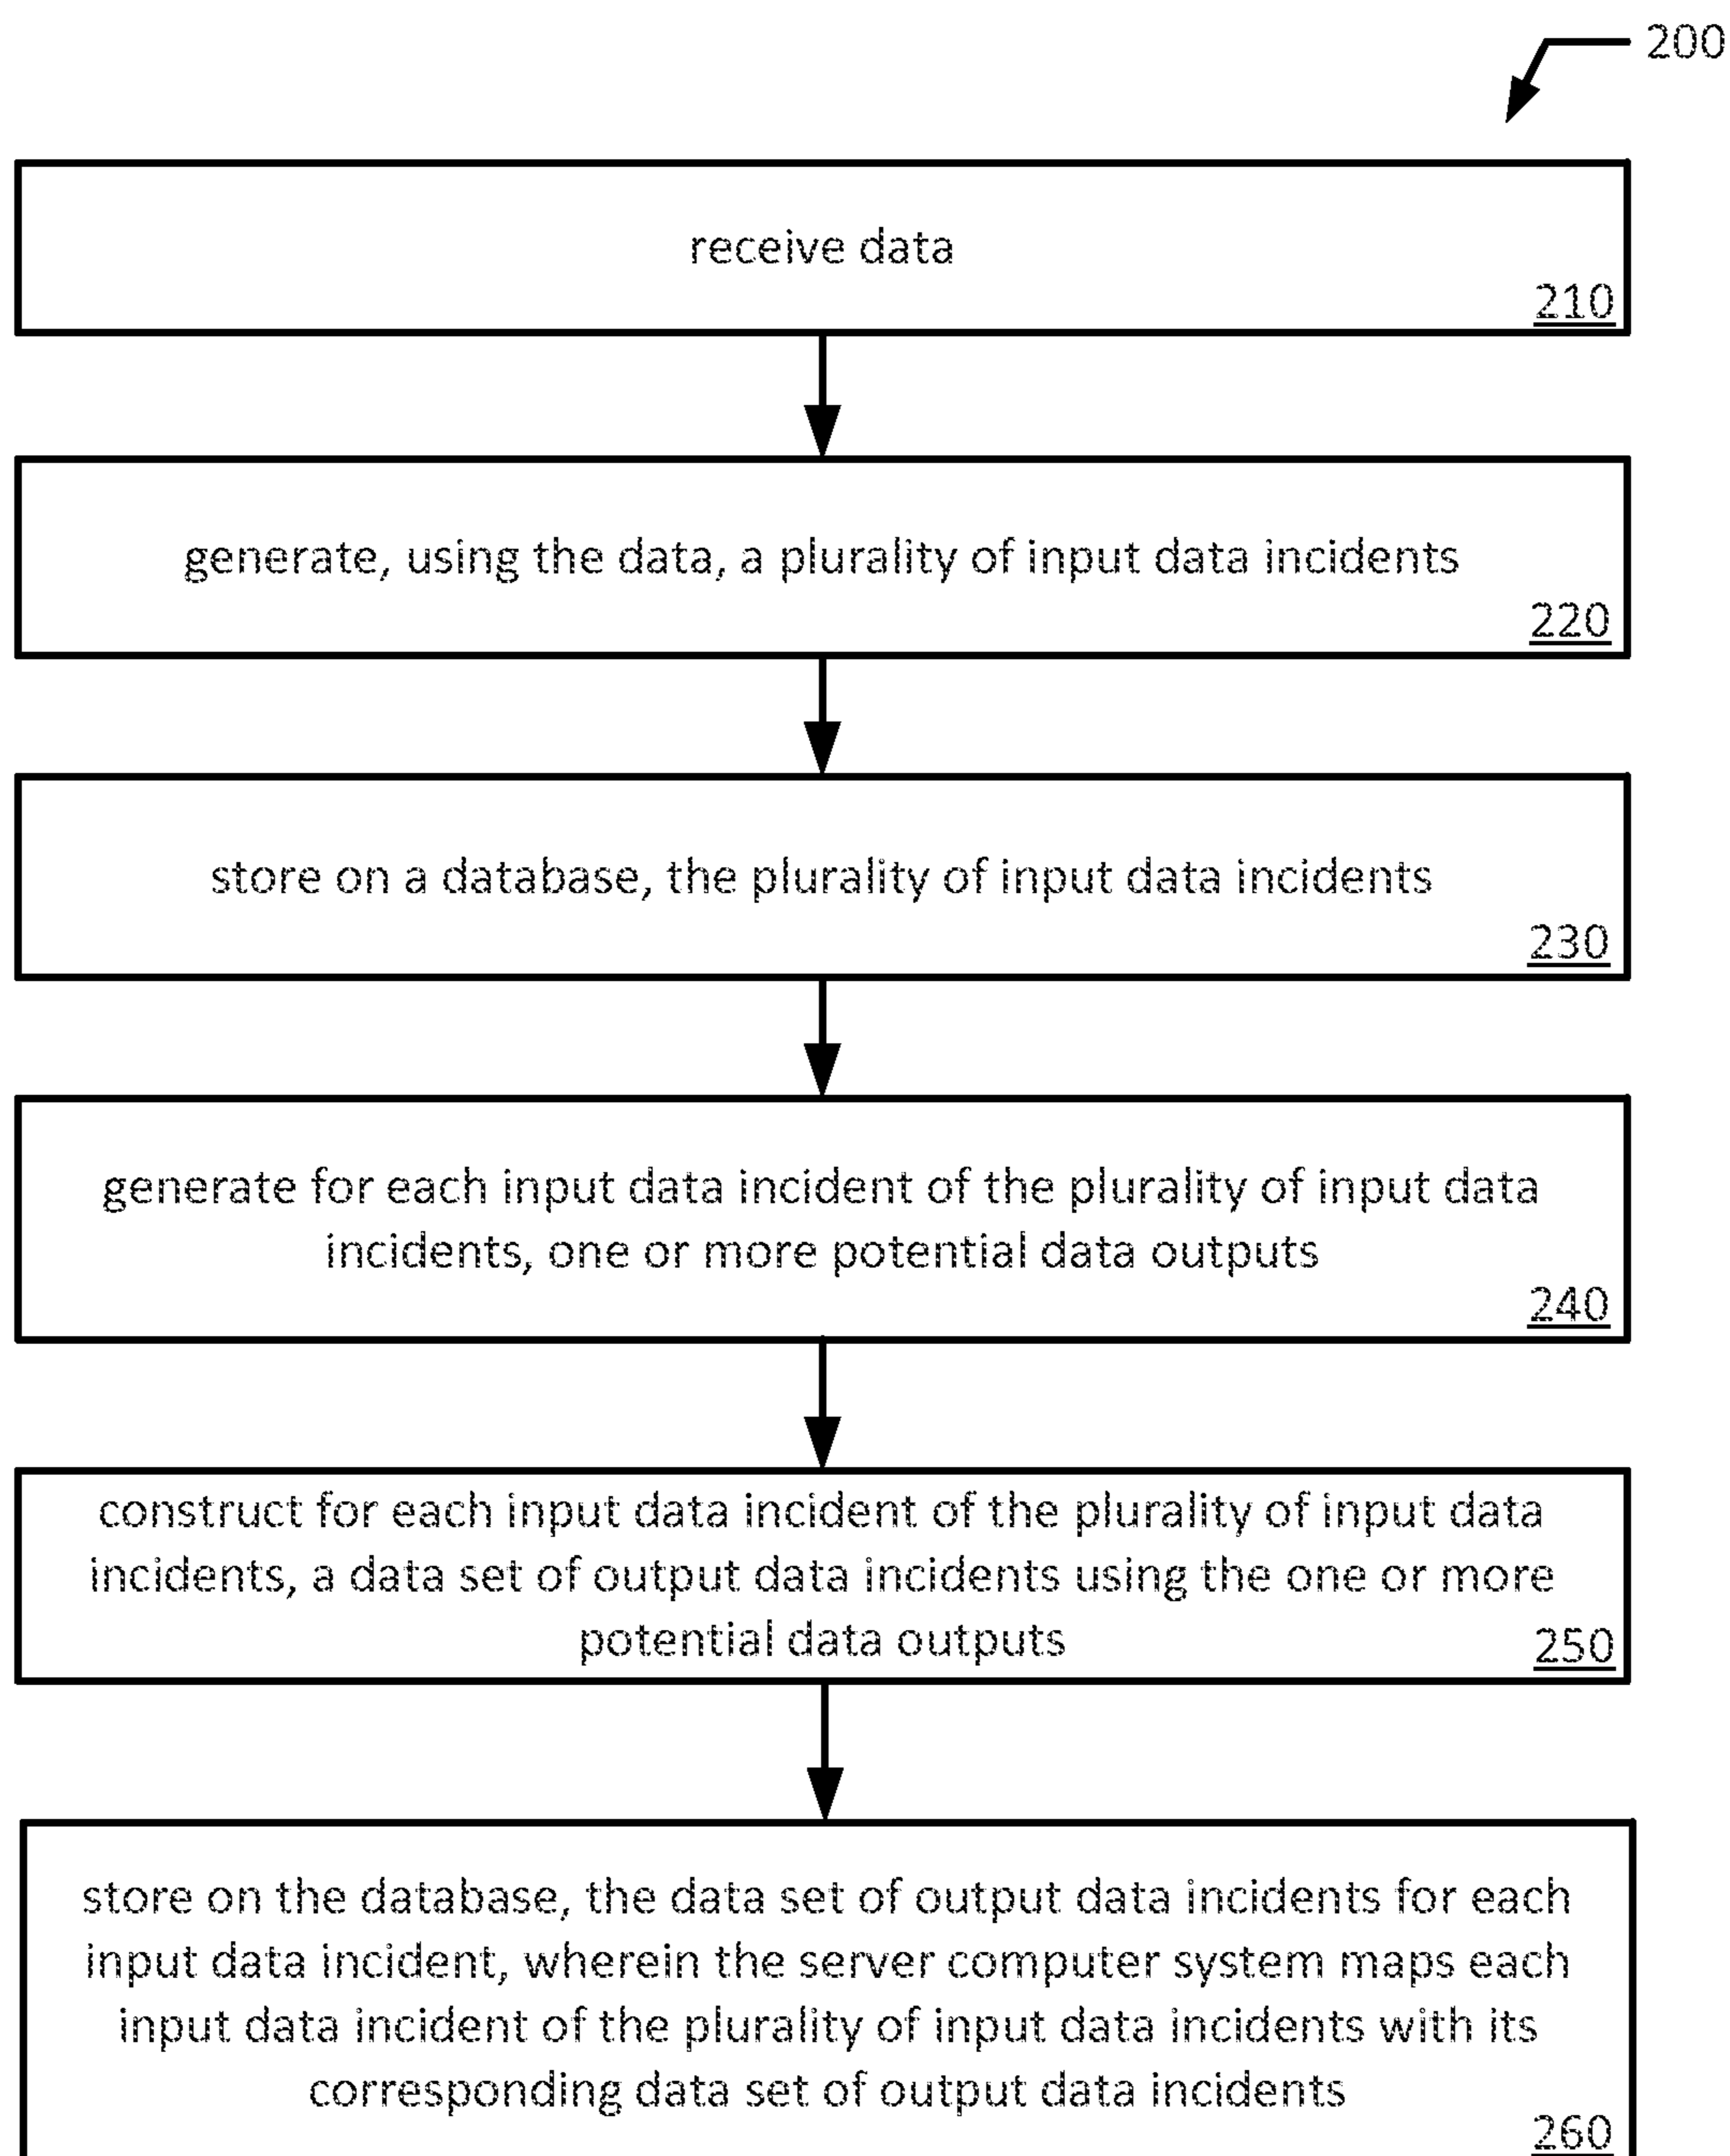 200
receive data
210
generate, using the data, a plurality of input data incidents
220
store on a database, the plurality of input data incidents
230
generate for each input data incident of the plurality of input data
incidents, one or more potential data outputs
240
construct for each input data incident of the plurality of input data
incidents, a data set of output data incidents using the one or more
potential data outputs
250
store on the database, the data set of output data incidents for each
input data incident, wherein the server computer system maps each
input data incident of the plurality of input data incidents with its
corresponding data set of output data incidents
260